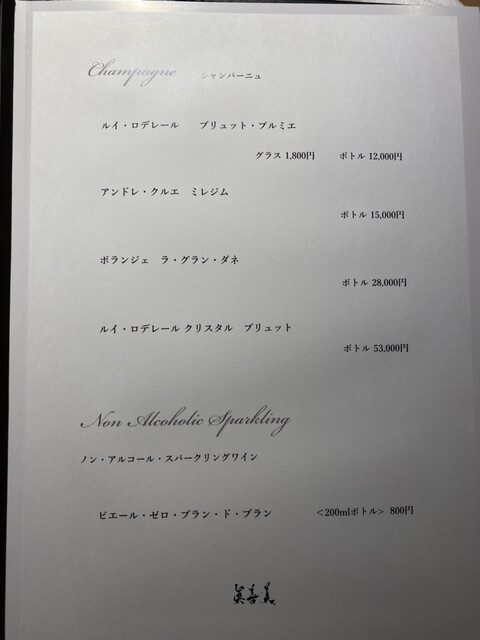 Champagne シャンパーニュ
ルイ・ロデレール ブリュット・プルミエ
グラス 1,800円 ボトル 12,000円
アンドレ・クルエ ミレジム
ボトル 15,000円
ボランジェ ラ・グラン・ダネ
ボトル 28,000円
ルイ・ロデレール クリスタル ブリュット
ボトル 53,000円
Non Alcoholic Sparkling
ノン・アルコール・スパークリングワイン
ピエール・ゼロ・ブラン・ド・ブラン <200mlボトル> 800円